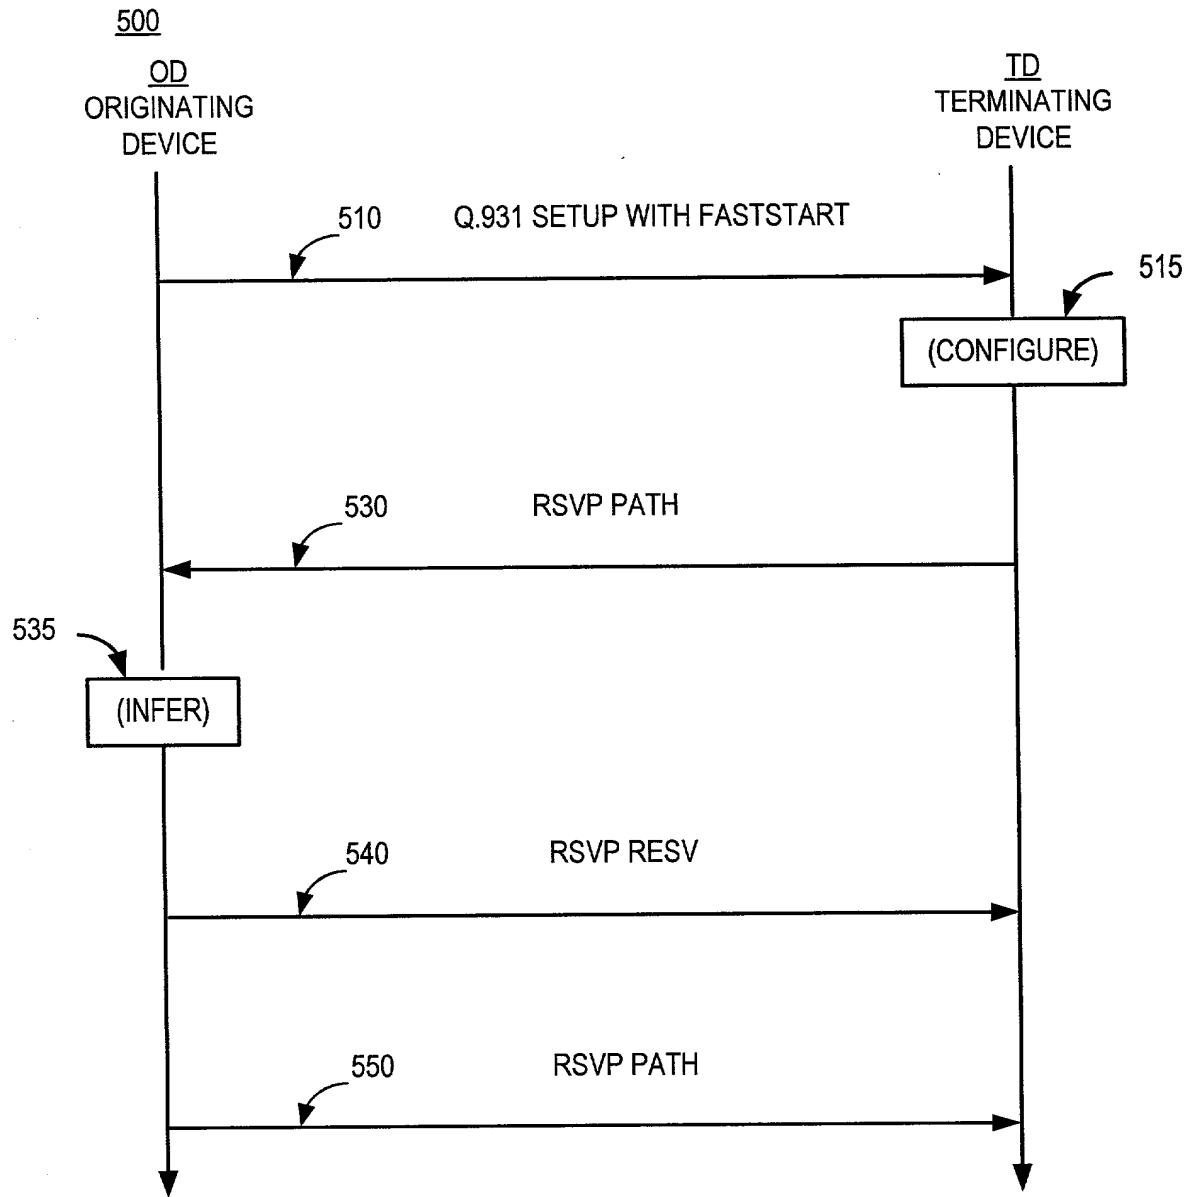 500
OD
ORIGINATING
DEVICE
TD
TERMINATING
DEVICE
510
Q.931 SETUP WITH FASTSTART
515
(CONFIGURE)
530
RSVP PATH
535
(INFER)
540
RSVP RESV
550
RSVP PATH